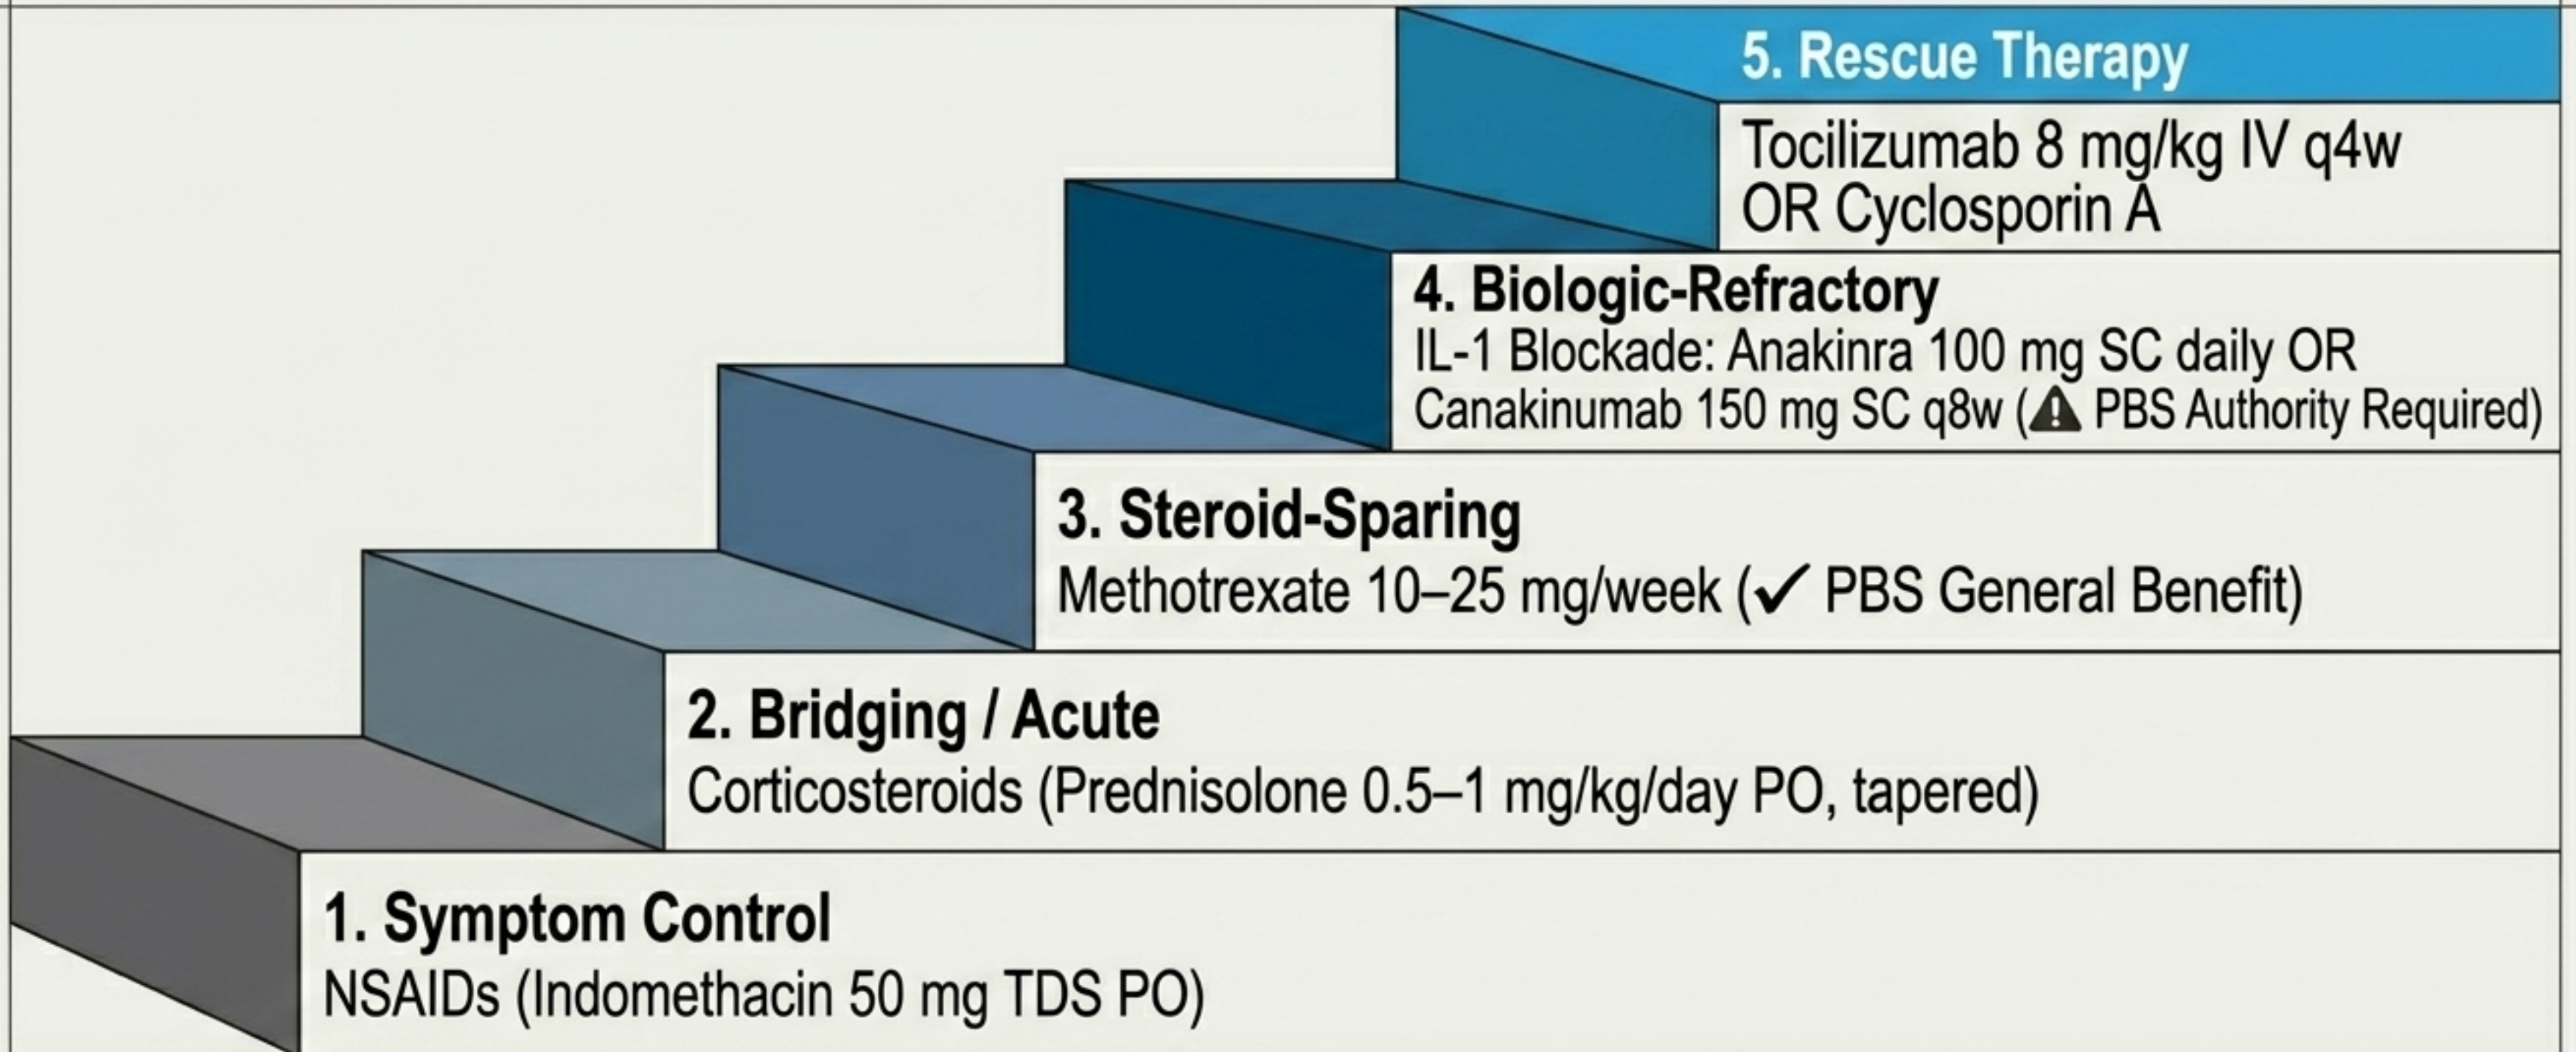 5. Rescue Therapy
Tocilizumab 8 mg/kg IV q4w
OR Cyclosporin A
4. Biologic-Refractory
IL-1 Blockade: Anakinra 100 mg SC daily OR
Canakinumab 150 mg SC q8w (⚠ PBS Authority Required)
3. Steroid-Sparing
Methotrexate 10–25 mg/week (✓ PBS General Benefit)
2. Bridging / Acute
Corticosteroids (Prednisolone 0.5–1 mg/kg/day PO, tapered)
1. Symptom Control
NSAIDs (Indomethacin 50 mg TDS PO)